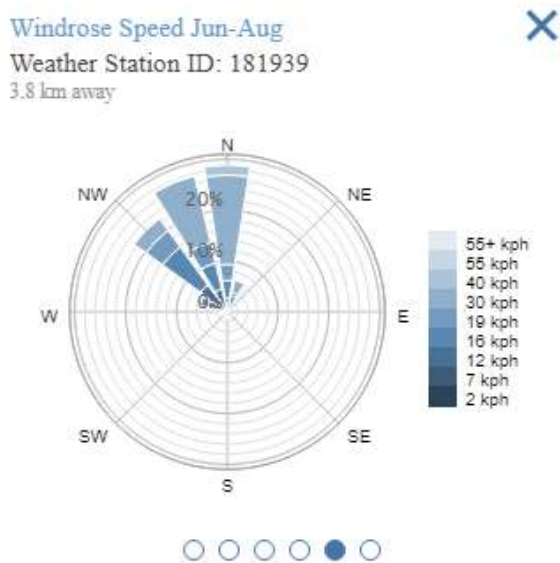 Windrose Speed Jun-Aug
Weather Station ID: 181939
3.8 km away
N
NW
NE
20%
10%
0%
W
E
SW
SE
S
55+ kph
55 kph
40 kph
30 kph
19 kph
16 kph
12 kph
7 kph
2 kph